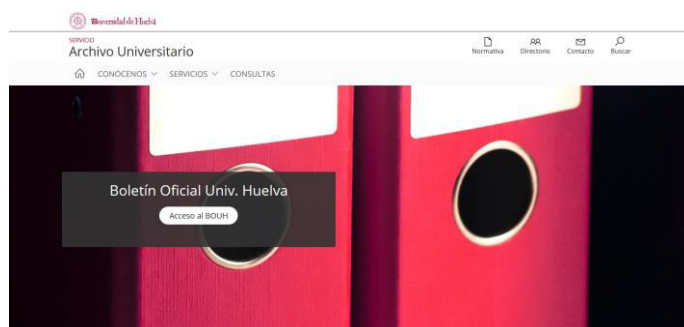 Universidad de Huelva
SERVICIO
Archivo Universitario
Normativa Directorio Contacto Buscar
CONÓCENOS SERVICIOS CONSULTAS
Boletín Oficial Univ. Huelva
Acceso al BOUH